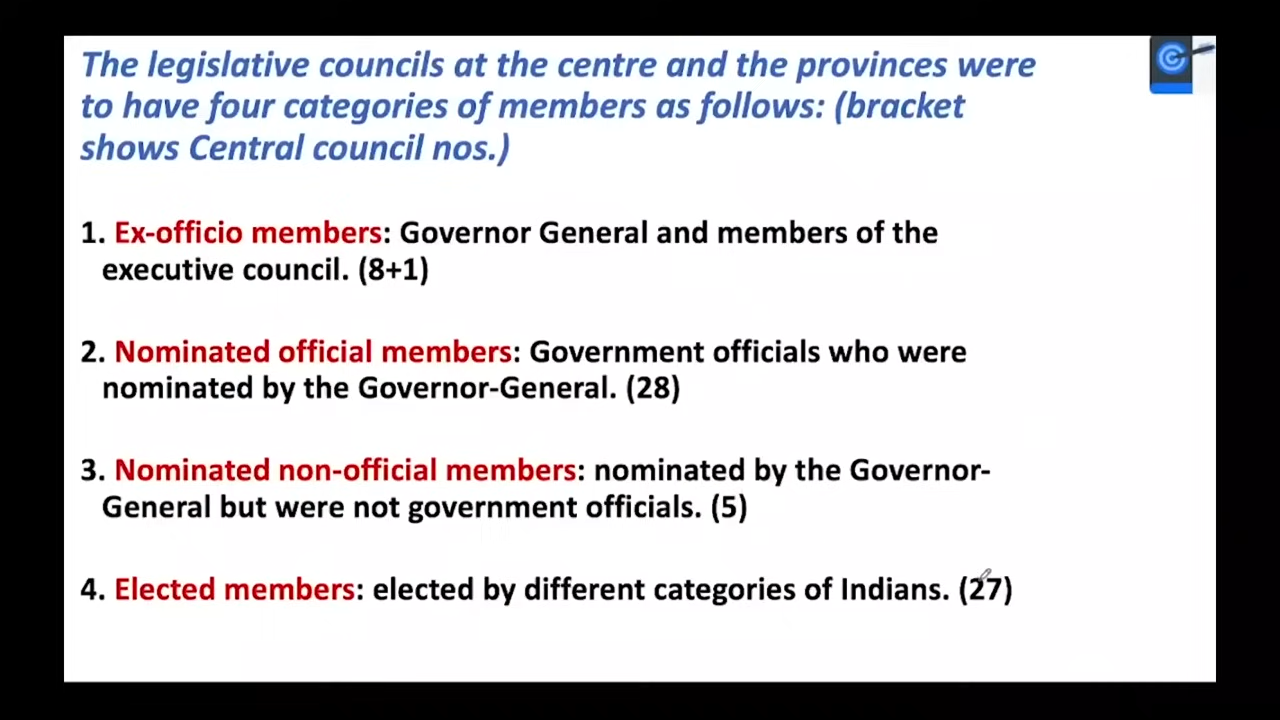 The legislative councils at the centre and the provinces were
to have four categories of members as follows: (bracket
shows Central council nos.)
1. Ex-officio members: Governor General and members of the
executive council. (8+1)
2. Nominated official members: Government officials who were
nominated by the Governor-General. (28)
3. Nominated non-official members: nominated by the Governor-
General but were not government officials. (5)
4. Elected members: elected by different categories of Indians. (27)